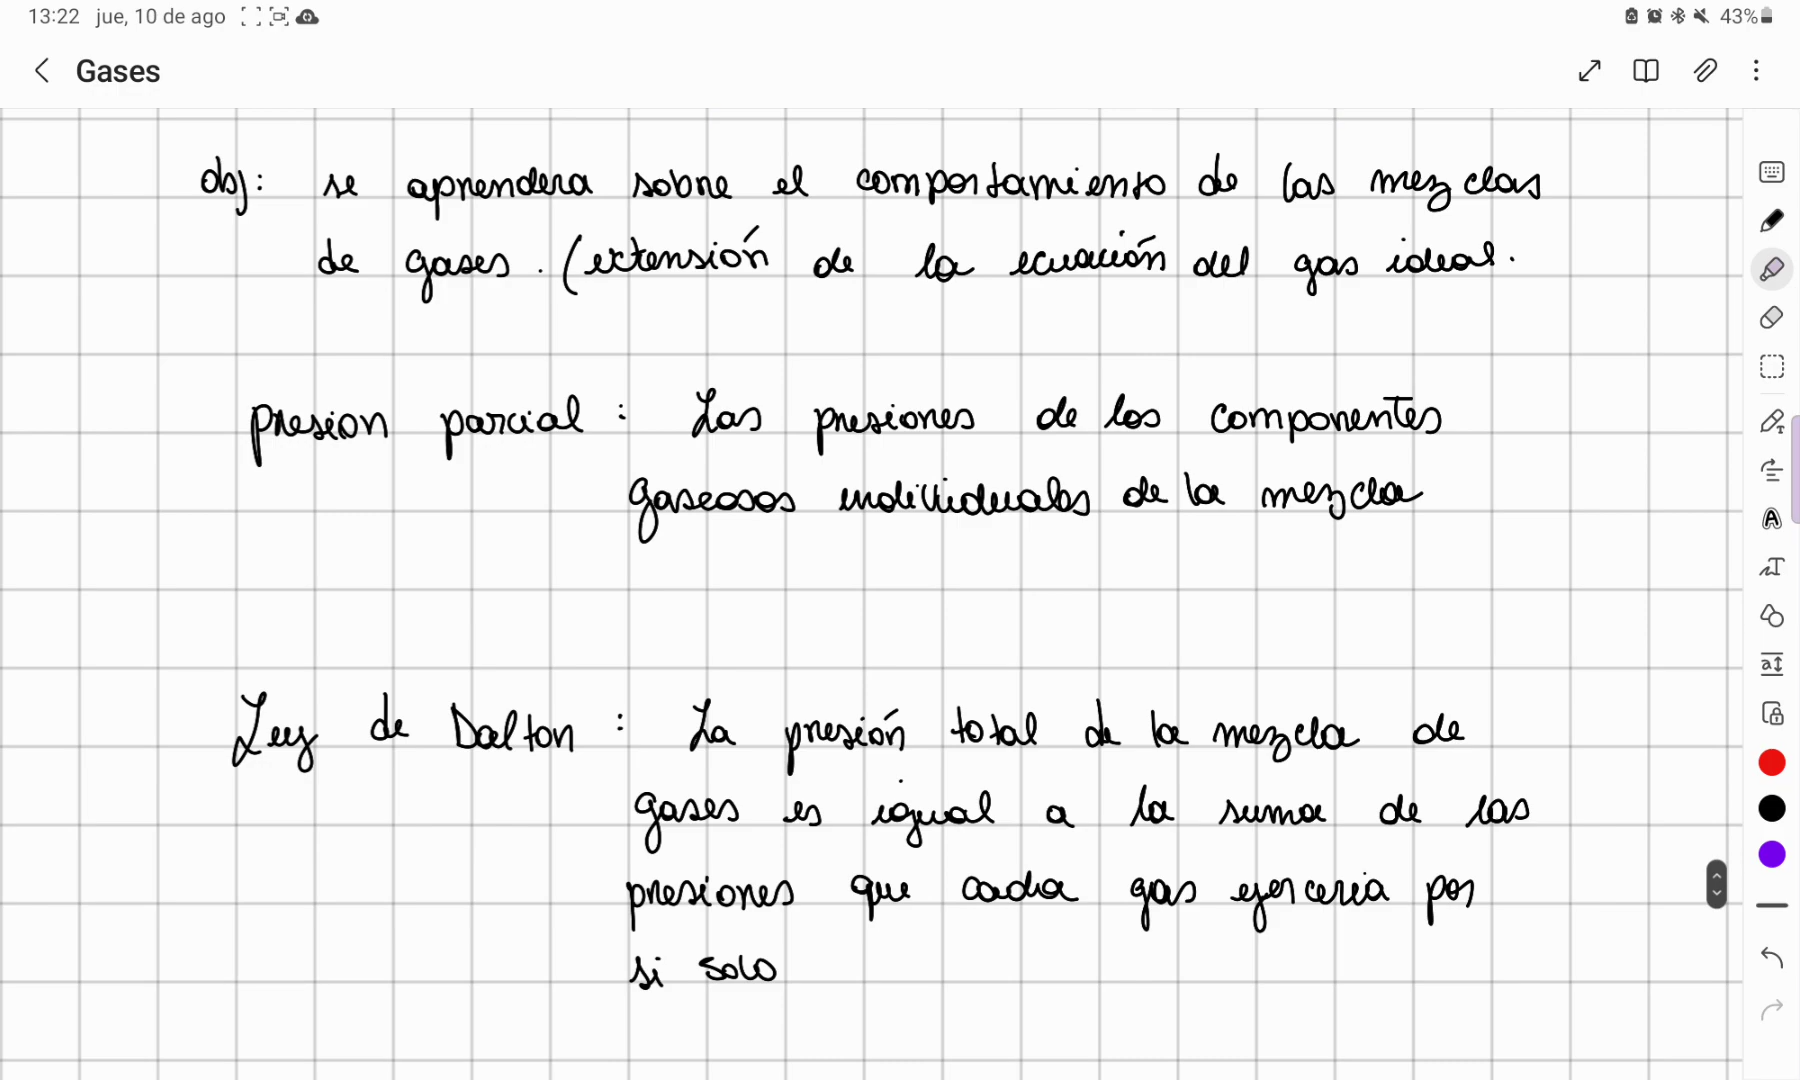 13:22 jue, 10 de ago 43%
Gases
obj: se aprendera sobre el comportamiento de las mezclas
de gases. (extensión de la ecuación del gas ideal.
presion parcial : Las presiones de los componentes
gaseosos individuales de la mezcla
Ley de Dalton : La presión total de la mezcla de
gases es igual a la suma de las
presiones que cada gas ejerceria por
si solo